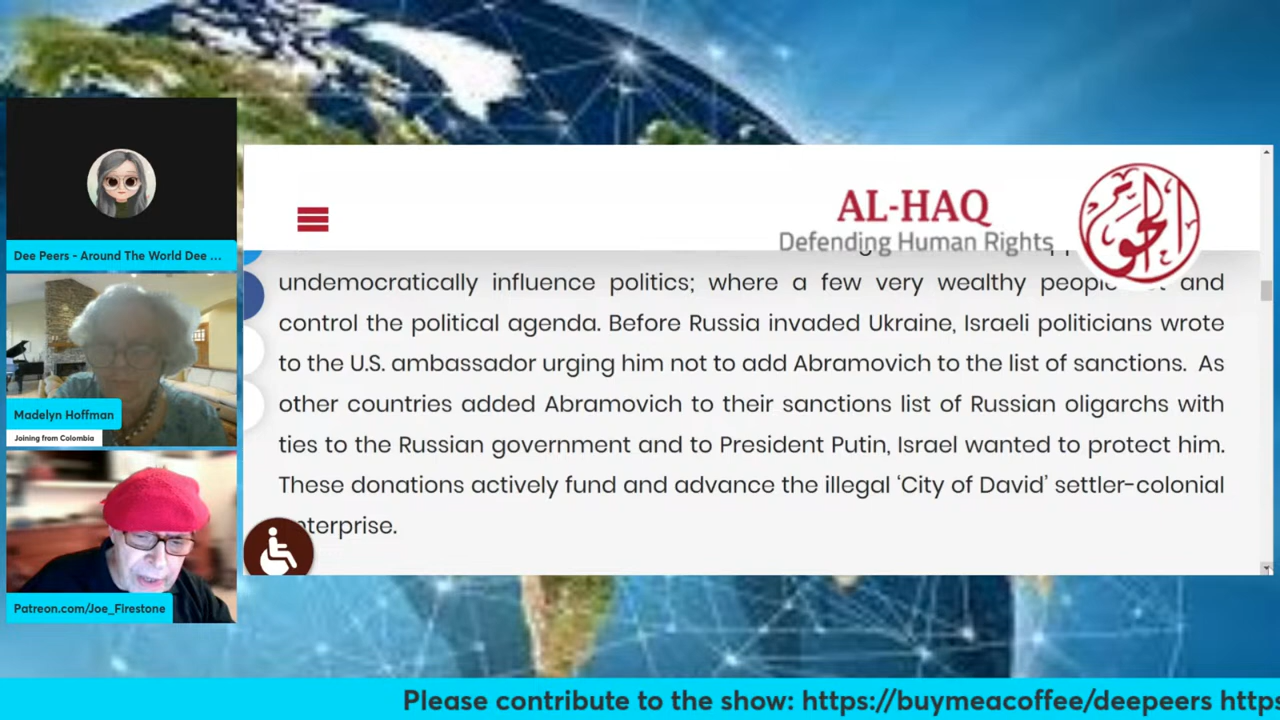 Dee Peers - Around The World Dee ...
Madelyn Hoffman
Joining from Colombia
Patreon.com/Joe_Firestone
AL-HAQ
Defending Human Rights
undemocratically influence politics; where a few very wealthy and
control the political agenda. Before Russia invaded Ukraine, Israeli politicians wrote
to the U.S. ambassador urging him not to add Abramovich to the list of sanctions. As
other countries added Abramovich to their sanctions list of Russian oligarchs with
ties to the Russian government and to President Putin, Israel wanted to protect him.
These donations actively fund and advance the illegal ‘City of David’ settler-colonial
nterprise.
Please contribute to the show: https://buymeacoffee/deepeers https